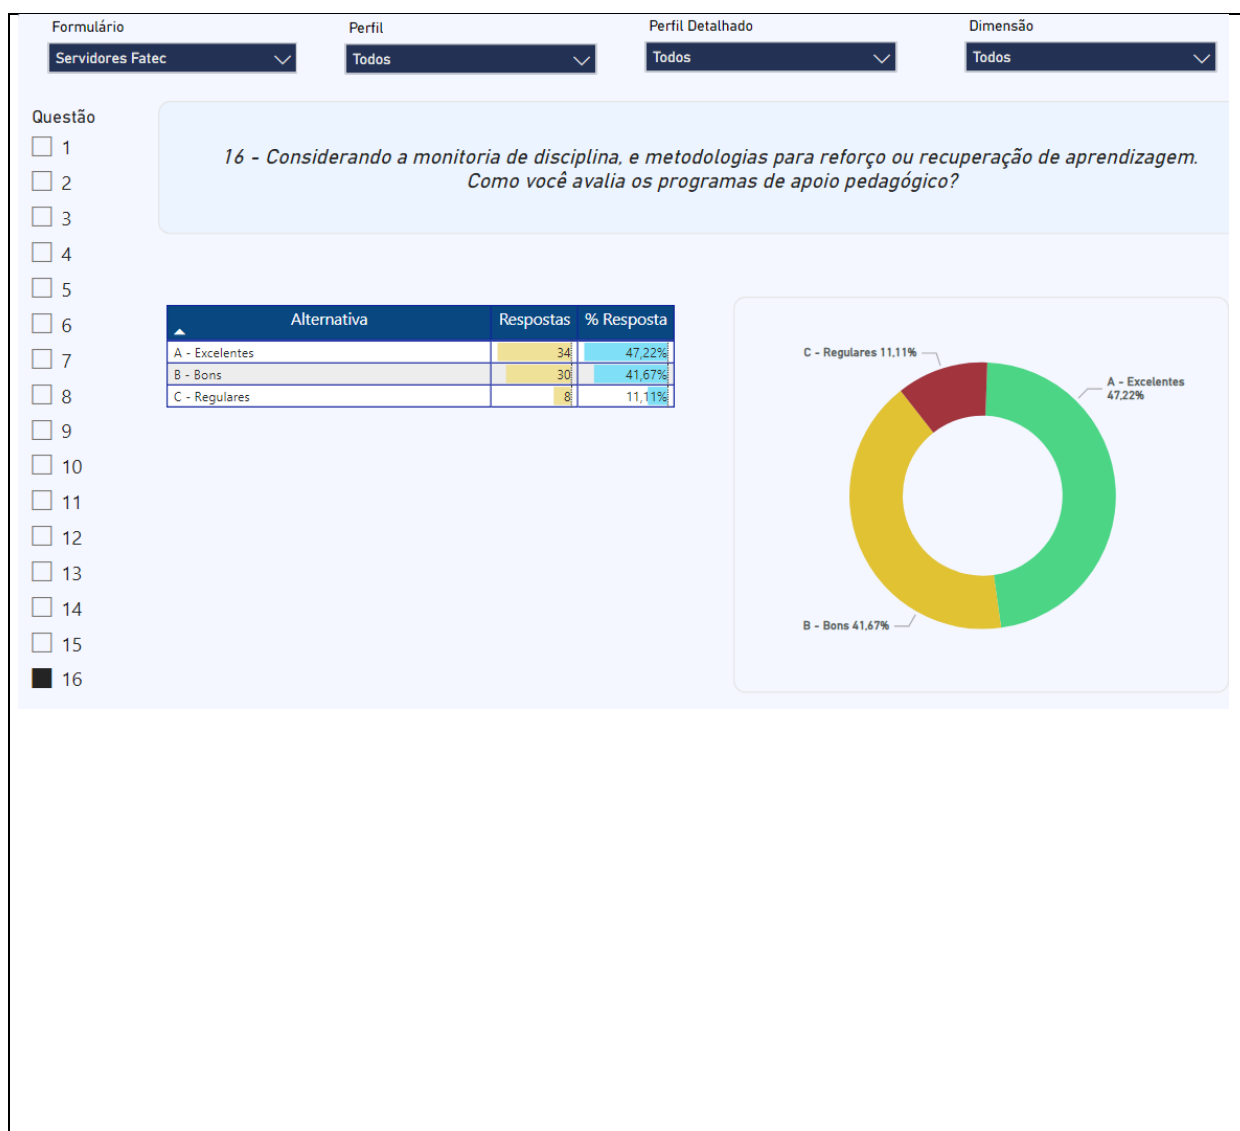 Formulário
Perfil
Perfil Detalhado
Dimensão
Servidores Fatec
Todos
Todos
Todos
Questão
1
2
3
4
5
6
7
8
9
10
11
12
13
14
15
16
16 - Considerando a monitoria de disciplina, e metodologias para reforço ou recuperação de aprendizagem.
Como você avalia os programas de apoio pedagógico?
Alternativa Respostas % Resposta
A - Excelentes 34 47,22%
B - Bons 30 41,67%
C - Regulares 8 11,11%
C - Regulares 11,11%
A - Excelentes
47,22%
B - Bons 41,67%